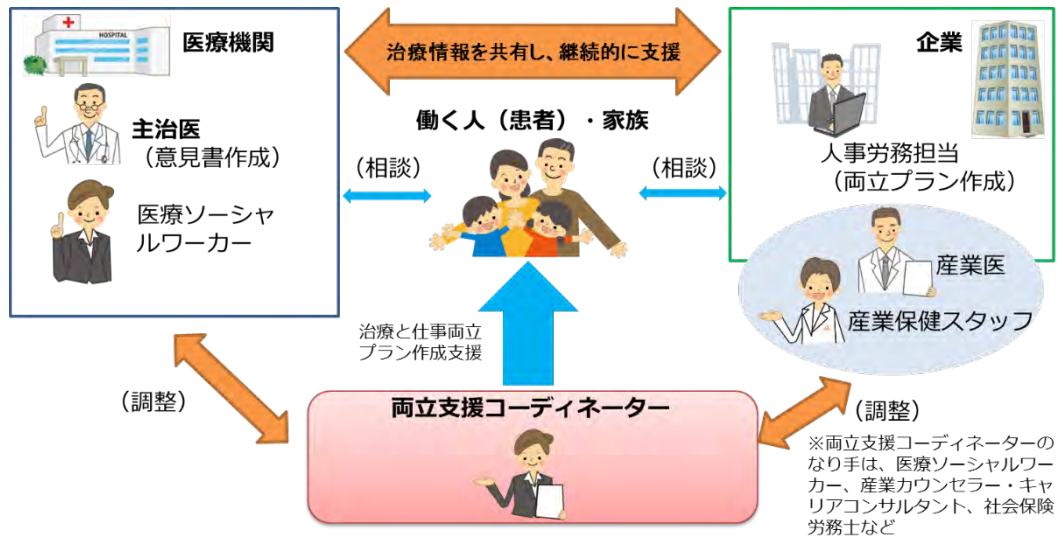 HOSPITAL
医療機関
主治医
（意見書作成）
医療ソーシャ
ルワーカー
治療情報を共有し、継続的に支援
働く人（患者）・家族
（相談）
（相談）
企業
人事労務担当
（両立プラン作成）
産業医
産業保健スタッフ
治療と仕事両立
プラン作成支援
（調整）
両立支援コーディネーター
（調整）
※両立支援コーディネーターの
なり手は、医療ソーシャルワー
カー、産業カウンセラー・キャ
リアコンサルタント、社会保険
労務士など